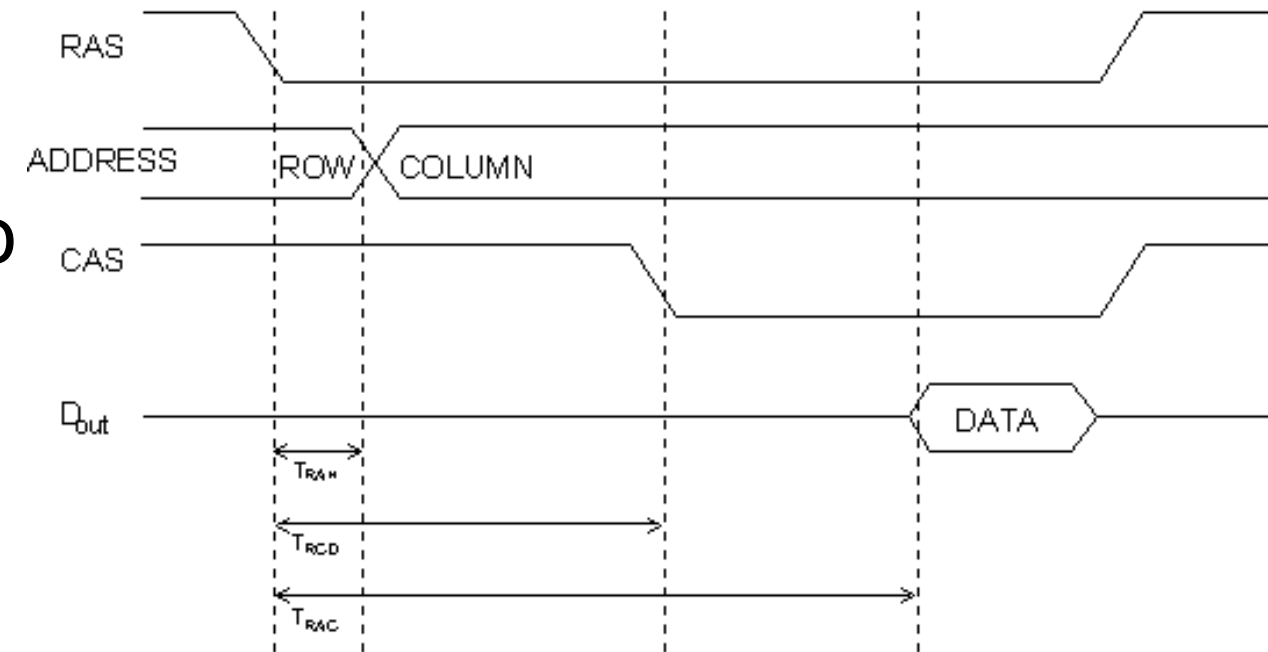 RAS
ADDRESS ROW COLUMN
CAS
Dout DATA
TRAH
TRCD
TRAC